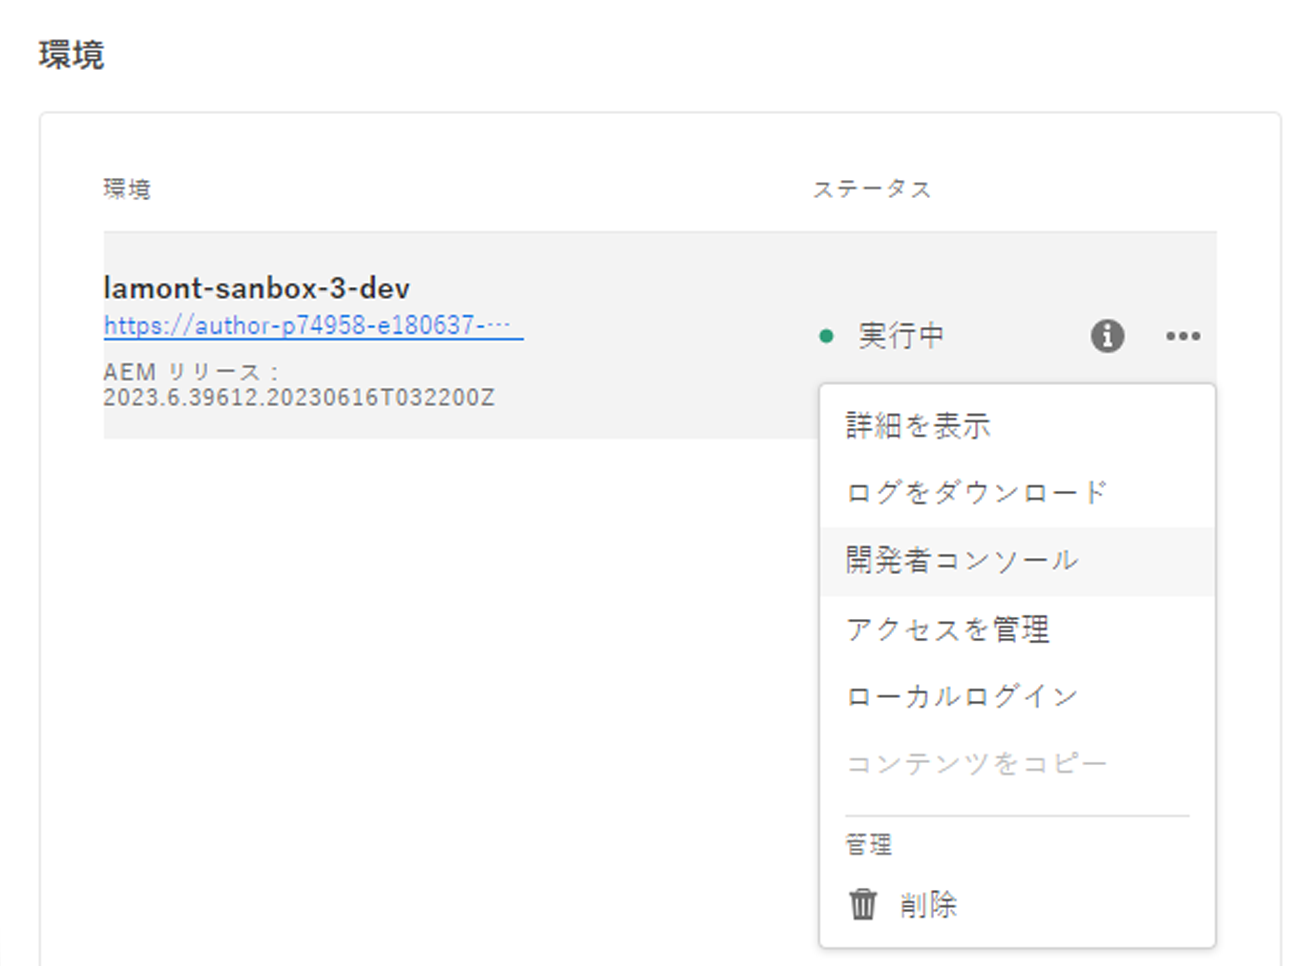 環境
環境 ステータス
lamont-sanbox-3-dev
https://author-p74958-e180637-…
実行中
AEM リリース :
2023.6.39612.20230616T032200Z
詳細を表示
ログをダウンロード
開発者コンソール
アクセスを管理
ローカルログイン
コンテンツをコピー
管理
削除